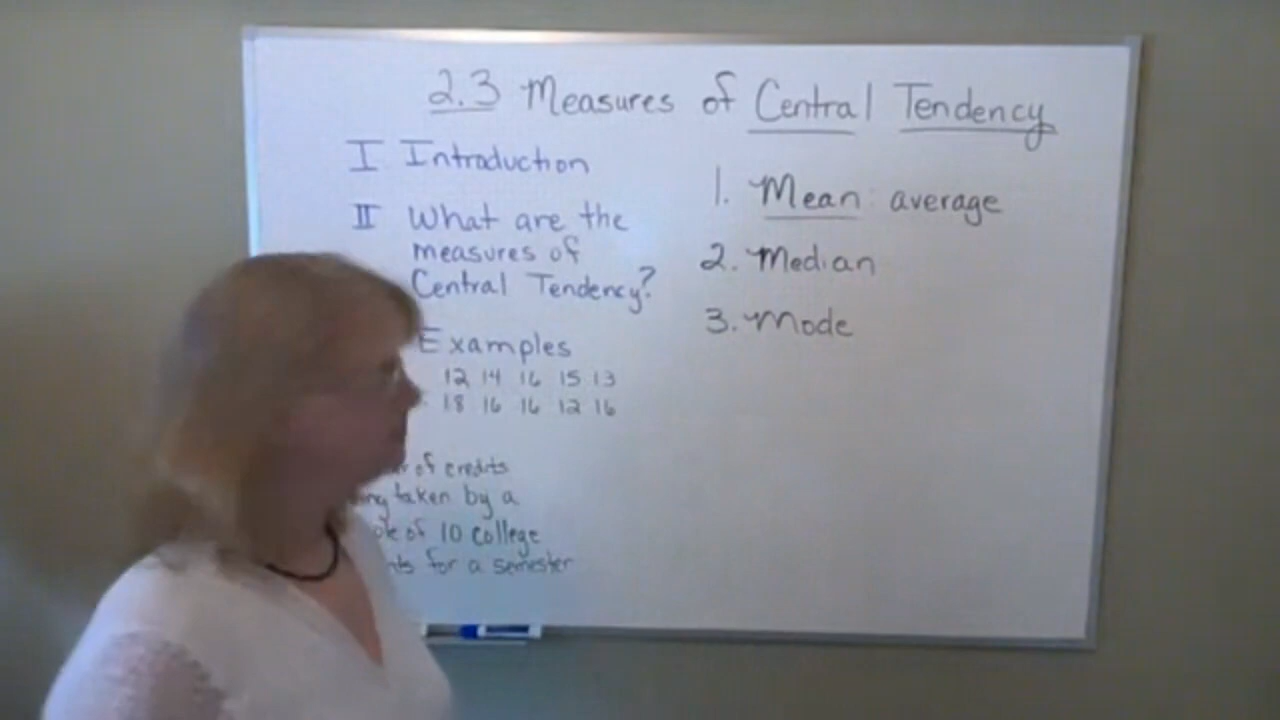 2.3 Measures of Central Tendency
I Introduction
II What are the
measures of
Central Tendency?
Examples
12 14 16 15 13
18 16 16 12 16
of credits
taken by a
of 10 college
for a semester
1. Mean: average
2. Median
3. Mode